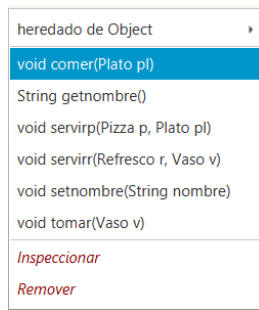 heredado de Object
void comer(Plato pl)
String getnombre()
void servirp(Pizza p, Plato pl)
void servirr(Refresco r, Vaso v)
void setnombre(String nombre)
void tomar(Vaso v)
Inspeccionar
Remover